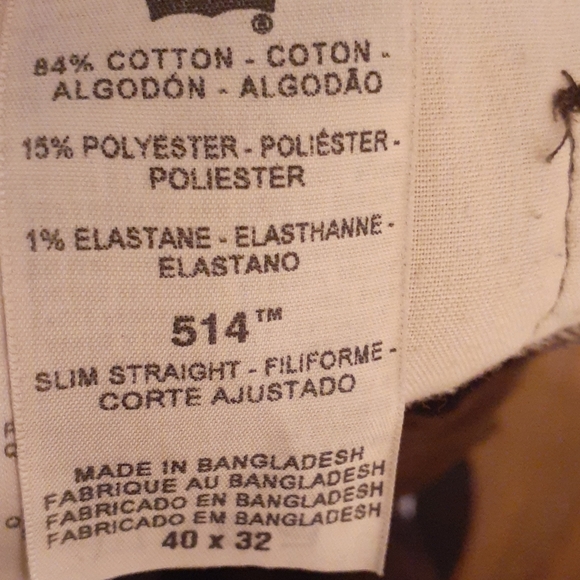 ®
84% COTTON - COTON -
ALGODÓN - ALGODÃO
15% POLYESTER - POLIÉSTER -
POLIESTER
1% ELASTANE - ELASTHANNE -
ELASTANO
514™
SLIM STRAIGHT - FILIFORME -
CORTE AJUSTADO
MADE IN BANGLADESH
FABRIQUE AU BANGLADESH
FABRICADO EN BANGLADESH
FABRICADO EM BANGLADESH
40 x 32